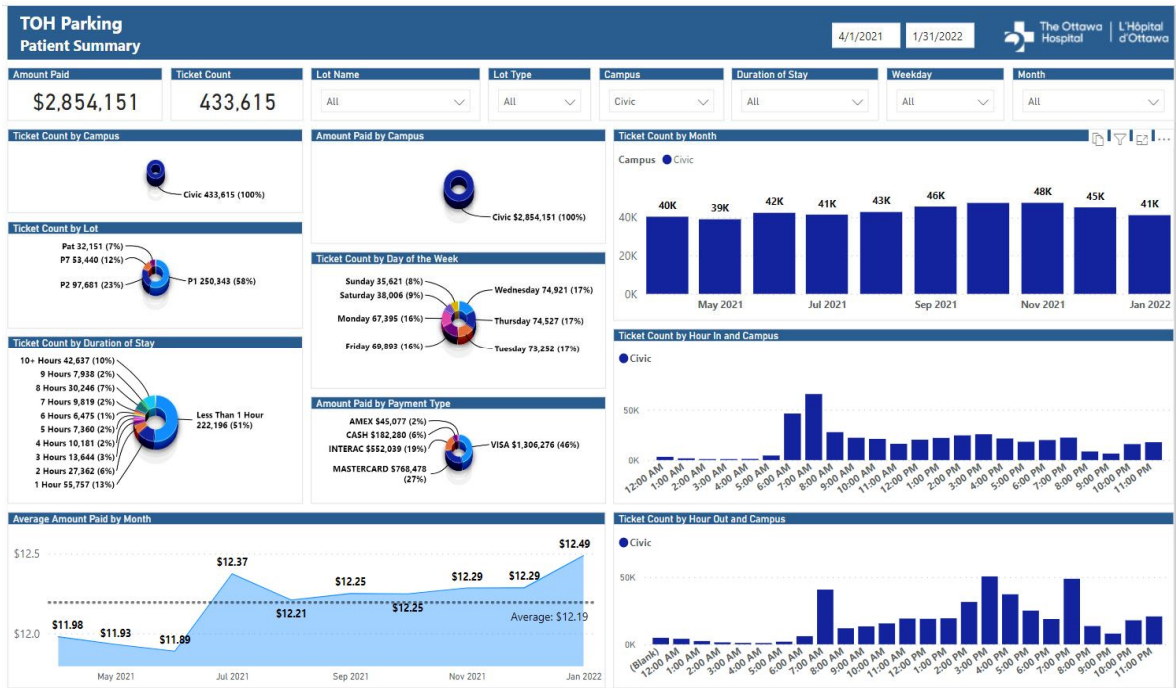 TOH Parking
Patient Summary
4/1/2021
1/31/2022
The Ottawa Hospital
L'Hôpital d'Ottawa
Amount Paid
$2,854,151
Ticket Count
433,615
Lot Name
All
Lot Type
All
Campus
Civic
Duration of Stay
All
Weekday
All
Month
All
Ticket Count by Campus
Civic 433,615 (100%)
Amount Paid by Campus
Civic $2,854,151 (100%)
Ticket Count by Month
Campus Civic
40K
39K
42K
41K
43K
46K
48K
45K
41K
40K
20K
0K
May 2021
Jul 2021
Sep 2021
Nov 2021
Jan 2022
Ticket Count by Lot
Pat 32,151 (7%)
P7 53,440 (12%)
P2 97,681 (23%)
P1 250,343 (58%)
Ticket Count by Day of the Week
Sunday 35,621 (8%)
Saturday 38,006 (9%)
Monday 67,395 (16%)
Friday 69,893 (16%)
Wednesday 74,921 (17%)
Thursday 74,527 (17%)
Tuesday 73,252 (17%)
Ticket Count by Duration of Stay
10+ Hours 42,637 (10%)
9 Hours 7,938 (2%)
8 Hours 30,246 (7%)
7 Hours 9,819 (2%)
6 Hours 6,475 (1%)
5 Hours 7,360 (2%)
4 Hours 10,181 (2%)
3 Hours 13,644 (3%)
2 Hours 27,362 (6%)
1 Hour 55,757 (13%)
Less Than 1 Hour
222,196 (51%)
Amount Paid by Payment Type
AMEX $45,077 (2%)
CASH $182,280 (6%)
INTERAC $552,039 (19%)
MASTERCARD $768,478
(27%)
VISA $1,306,276 (46%)
Ticket Count by Hour In and Campus
Civic
50K
0K
12:00 AM
1:00 AM
2:00 AM
3:00 AM
4:00 AM
5:00 AM
6:00 AM
7:00 AM
8:00 AM
9:00 AM
10:00 AM
11:00 AM
12:00 PM
1:00 PM
2:00 PM
3:00 PM
4:00 PM
5:00 PM
6:00 PM
7:00 PM
8:00 PM
9:00 PM
10:00 PM
11:00 PM
Average Amount Paid by Month
$12.5
$12.0
$11.98
$11.93
$11.89
$12.37
$12.21
$12.25
$12.25
$12.29
$12.29
$12.49
Average: $12.19
May 2021
Jul 2021
Sep 2021
Nov 2021
Jan 2022
Ticket Count by Hour Out and Campus
Civic
50K
0K
(Blank)
12:00 AM
1:00 AM
2:00 AM
3:00 AM
4:00 AM
5:00 AM
6:00 AM
7:00 AM
8:00 AM
9:00 AM
10:00 AM
11:00 AM
12:00 PM
1:00 PM
2:00 PM
3:00 PM
4:00 PM
5:00 PM
6:00 PM
7:00 PM
8:00 PM
9:00 PM
10:00 PM
11:00 PM